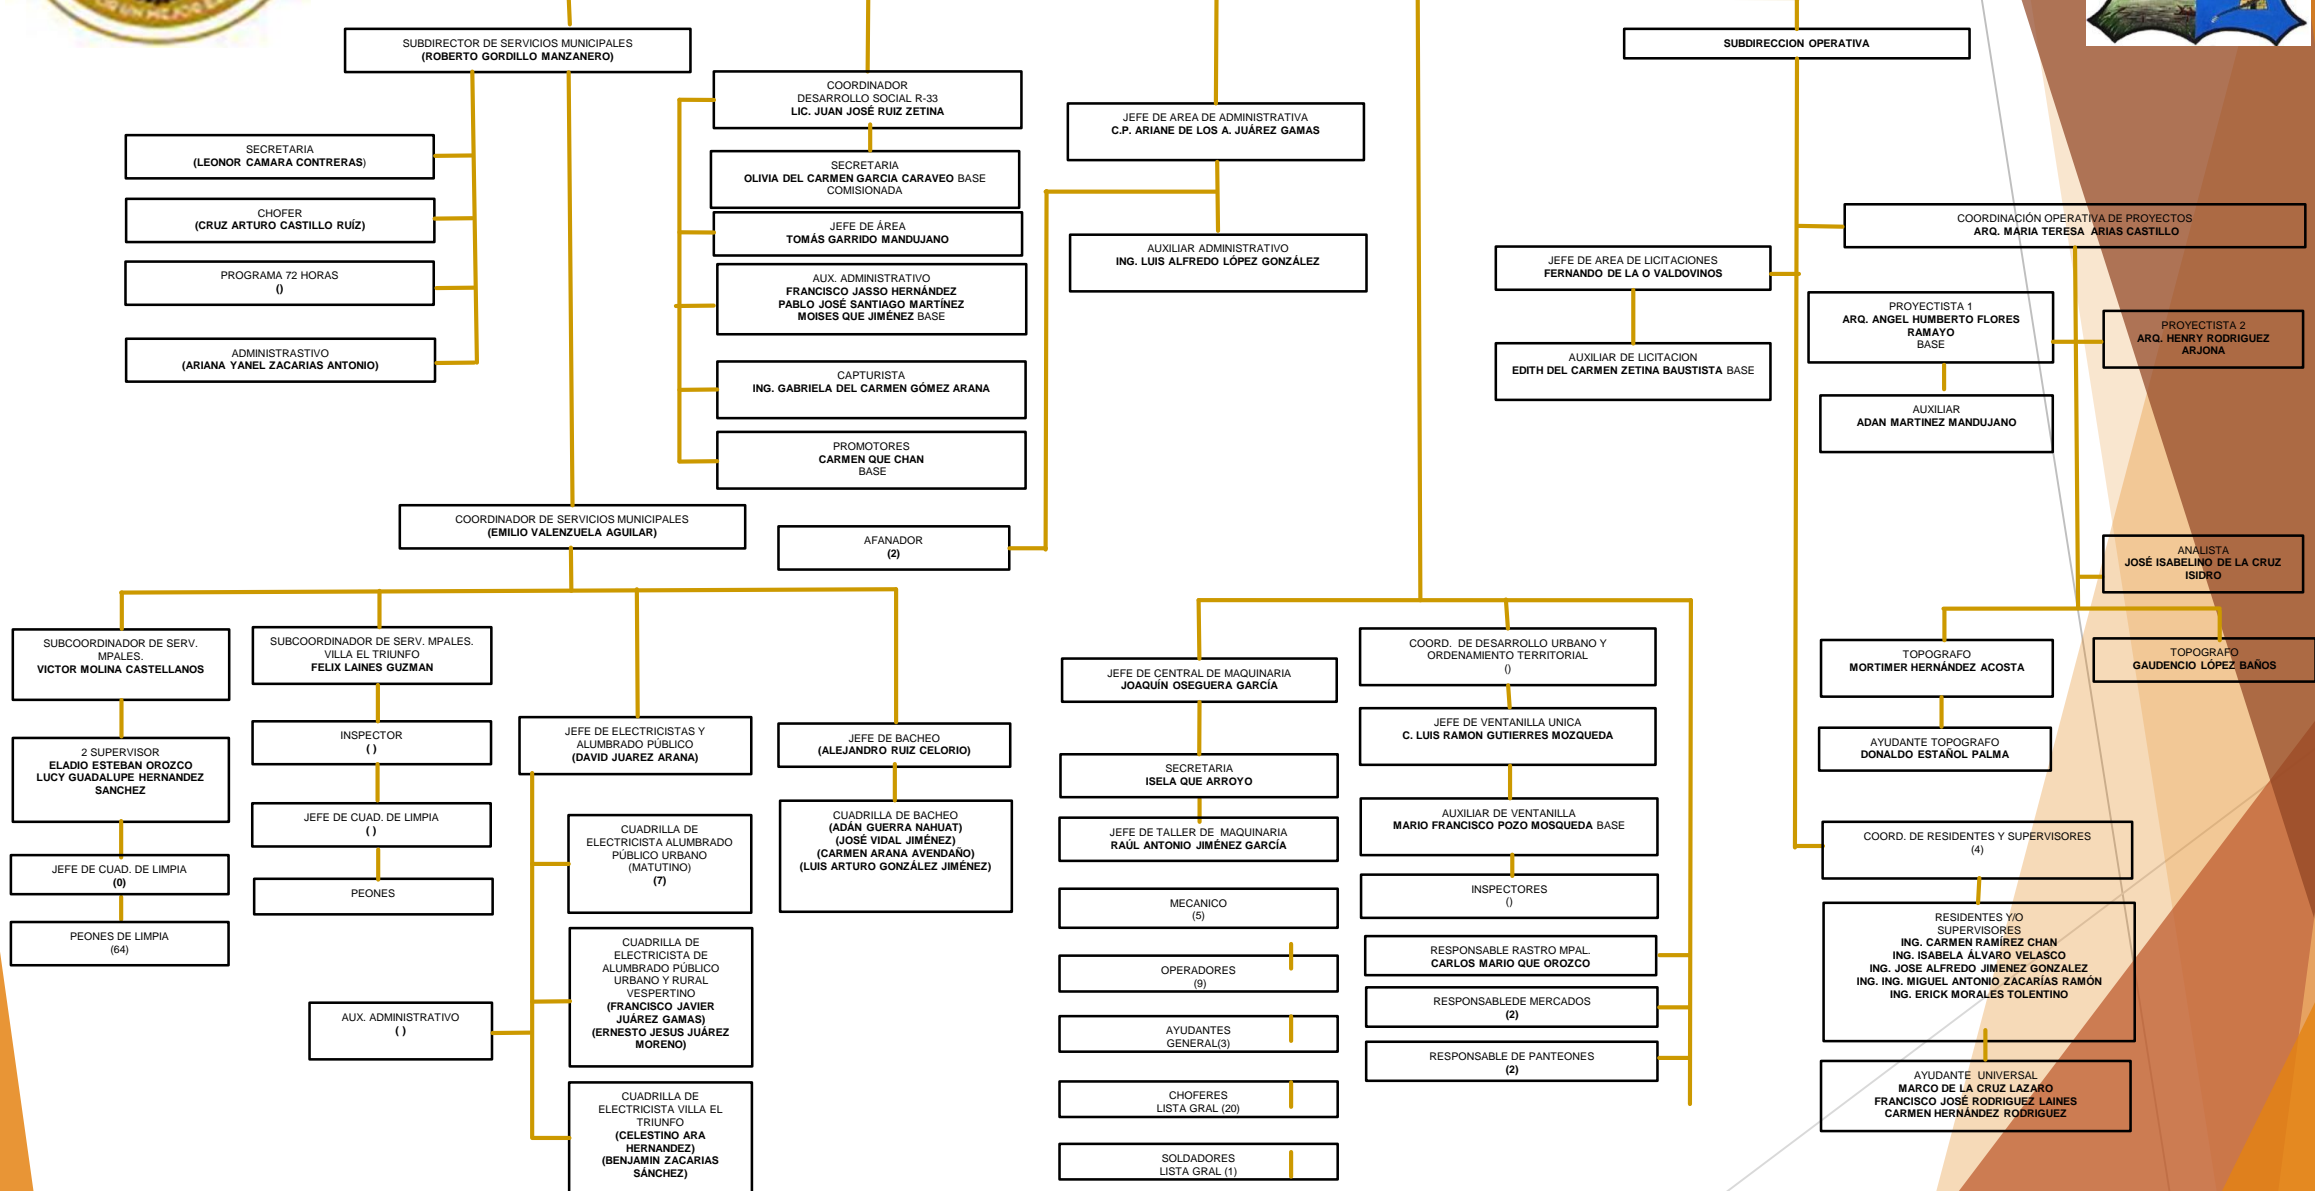 POR UN MEJOR
SUBDIRECTOR DE SERVICIOS MUNICIPALES
(ROBERTO GORDILLO MANZANERO)
SECRETARIA
(LEONOR CAMARA CONTRERAS)
CHOFER
(CRUZ ARTURO CASTILLO RUÍZ)
PROGRAMA 72 HORAS
()
ADMINISTRASTIVO
(ARIANA YANEL ZACARIAS ANTONIO)
COORDINADOR
DESARROLLO SOCIAL R-33
LIC. JUAN JOSÉ RUIZ ZETINA
SECRETARIA
OLIVIA DEL CARMEN GARCIA CARAVEO BASE
COMISIONADA
JEFE DE ÁREA
TOMÁS GARRIDO MANDUJANO
AUX. ADMINISTRATIVO
FRANCISCO JASSO HERNÁNDEZ
PABLO JOSÉ SANTIAGO MARTÍNEZ
MOISES QUE JIMÉNEZ BASE
CAPTURISTA
ING. GABRIELA DEL CARMEN GÓMEZ ARANA
PROMOTORES
CARMEN QUE CHAN
BASE
JEFE DE AREA DE ADMINISTRATIVA
C.P. ARIANE DE LOS A. JUÁREZ GAMAS
AUXILIAR ADMINISTRATIVO
ING. LUIS ALFREDO LÓPEZ GONZÁLEZ
AFANADOR
(2)
SUBDIRECCION OPERATIVA
COORDINACIÓN OPERATIVA DE PROYECTOS
ARQ. MARIA TERESA ARIAS CASTILLO
JEFE DE AREA DE LICITACIONES
FERNANDO DE LA O VALDOVINOS
AUXILIAR DE LICITACION
EDITH DEL CARMEN ZETINA BAUSTISTA BASE
PROYECTISTA 1
ARQ. ANGEL HUMBERTO FLORES
RAMAYO
BASE
PROYECTISTA 2
ARQ. HENRY RODRIGUEZ
ARJONA
AUXILIAR
ADAN MARTINEZ MANDUJANO
ANALISTA
JOSÉ ISABELINO DE LA CRUZ
ISIDRO
TOPOGRAFO
MORTIMER HERNÁNDEZ ACOSTA
TOPOGRAFO
GAUDENCIO LÓPEZ BAÑOS
AYUDANTE TOPOGRAFO
DONALDO ESTAÑOL PALMA
COORD. DE RESIDENTES Y SUPERVISORES
(4)
RESIDENTES Y/O
SUPERVISORES
ING. CARMEN RAMÍREZ CHAN
ING. ISABELA ÁLVARO VELASCO
ING. JOSE ALFREDO JIMENEZ GONZALEZ
ING. ING. MIGUEL ANTONIO ZACARÍAS RAMÓN
ING. ERICK MORALES TOLENTINO
AYUDANTE UNIVERSAL
MARCO DE LA CRUZ LAZARO
FRANCISCO JOSÉ RODRIGUEZ LAINES
CARMEN HERNÁNDEZ RODRIGUEZ
COORDINADOR DE SERVICIOS MUNICIPALES
(EMILIO VALENZUELA AGUILAR)
SUBCOORDINADOR DE SERV.
MPALES.
VICTOR MOLINA CASTELLANOS
2 SUPERVISOR
ELADIO ESTEBAN OROZCO
LUCY GUADALUPE HERNANDEZ
SANCHEZ
JEFE DE CUAD. DE LIMPIA
(0)
PEONES DE LIMPIA
(64)
SUBCOORDINADOR DE SERV. MPALES.
VILLA EL TRIUNFO
FELIX LAINES GUZMAN
INSPECTOR
( )
JEFE DE CUAD. DE LIMPIA
( )
PEONES
AUX. ADMINISTRATIVO
( )
JEFE DE ELECTRICISTAS Y
ALUMBRADO PÚBLICO
(DAVID JUAREZ ARANA)
CUADRILLA DE
ELECTRICISTA ALUMBRADO
PÚBLICO URBANO
(MATUTINO)
(7)
CUADRILLA DE
ELECTRICISTA DE
ALUMBRADO PÚBLICO
URBANO Y RURAL
VESPERTINO
(FRANCISCO JAVIER
JUÁREZ GAMAS)
(ERNESTO JESUS JUÁREZ
MORENO)
CUADRILLA DE
ELECTRICISTA VILLA EL
TRIUNFO
(CELESTINO ARA
HERNANDEZ)
(BENJAMIN ZACARIAS
SÁNCHEZ)
JEFE DE BACHEO
(ALEJANDRO RUIZ CELORIO)
CUADRILLA DE BACHEO
(ADÁN GUERRA NAHUAT)
(JOSÉ VIDAL JIMÉNEZ)
(CARMEN ARANA AVENDAÑO)
(LUIS ARTURO GONZÁLEZ JIMÉNEZ)
JEFE DE CENTRAL DE MAQUINARIA
JOAQUÍN OSEGUERA GARCÍA
SECRETARIA
ISELA QUE ARROYO
JEFE DE TALLER DE MAQUINARIA
RAÚL ANTONIO JIMÉNEZ GARCÍA
MECANICO
(5)
OPERADORES
(9)
AYUDANTES
GENERAL(3)
CHOFERES
LISTA GRAL (20)
SOLDADORES
LISTA GRAL (1)
COORD. DE DESARROLLO URBANO Y
ORDENAMIENTO TERRITORIAL
()
JEFE DE VENTANILLA UNICA
C. LUIS RAMON GUTIERRES MOZQUEDA
AUXILIAR DE VENTANILLA
MARIO FRANCISCO POZO MOSQUEDA BASE
INSPECTORES
()
RESPONSABLE RASTRO MPAL.
CARLOS MARIO QUE OROZCO
RESPONSABLEDE MERCADOS
(2)
RESPONSABLE DE PANTEONES
(2)